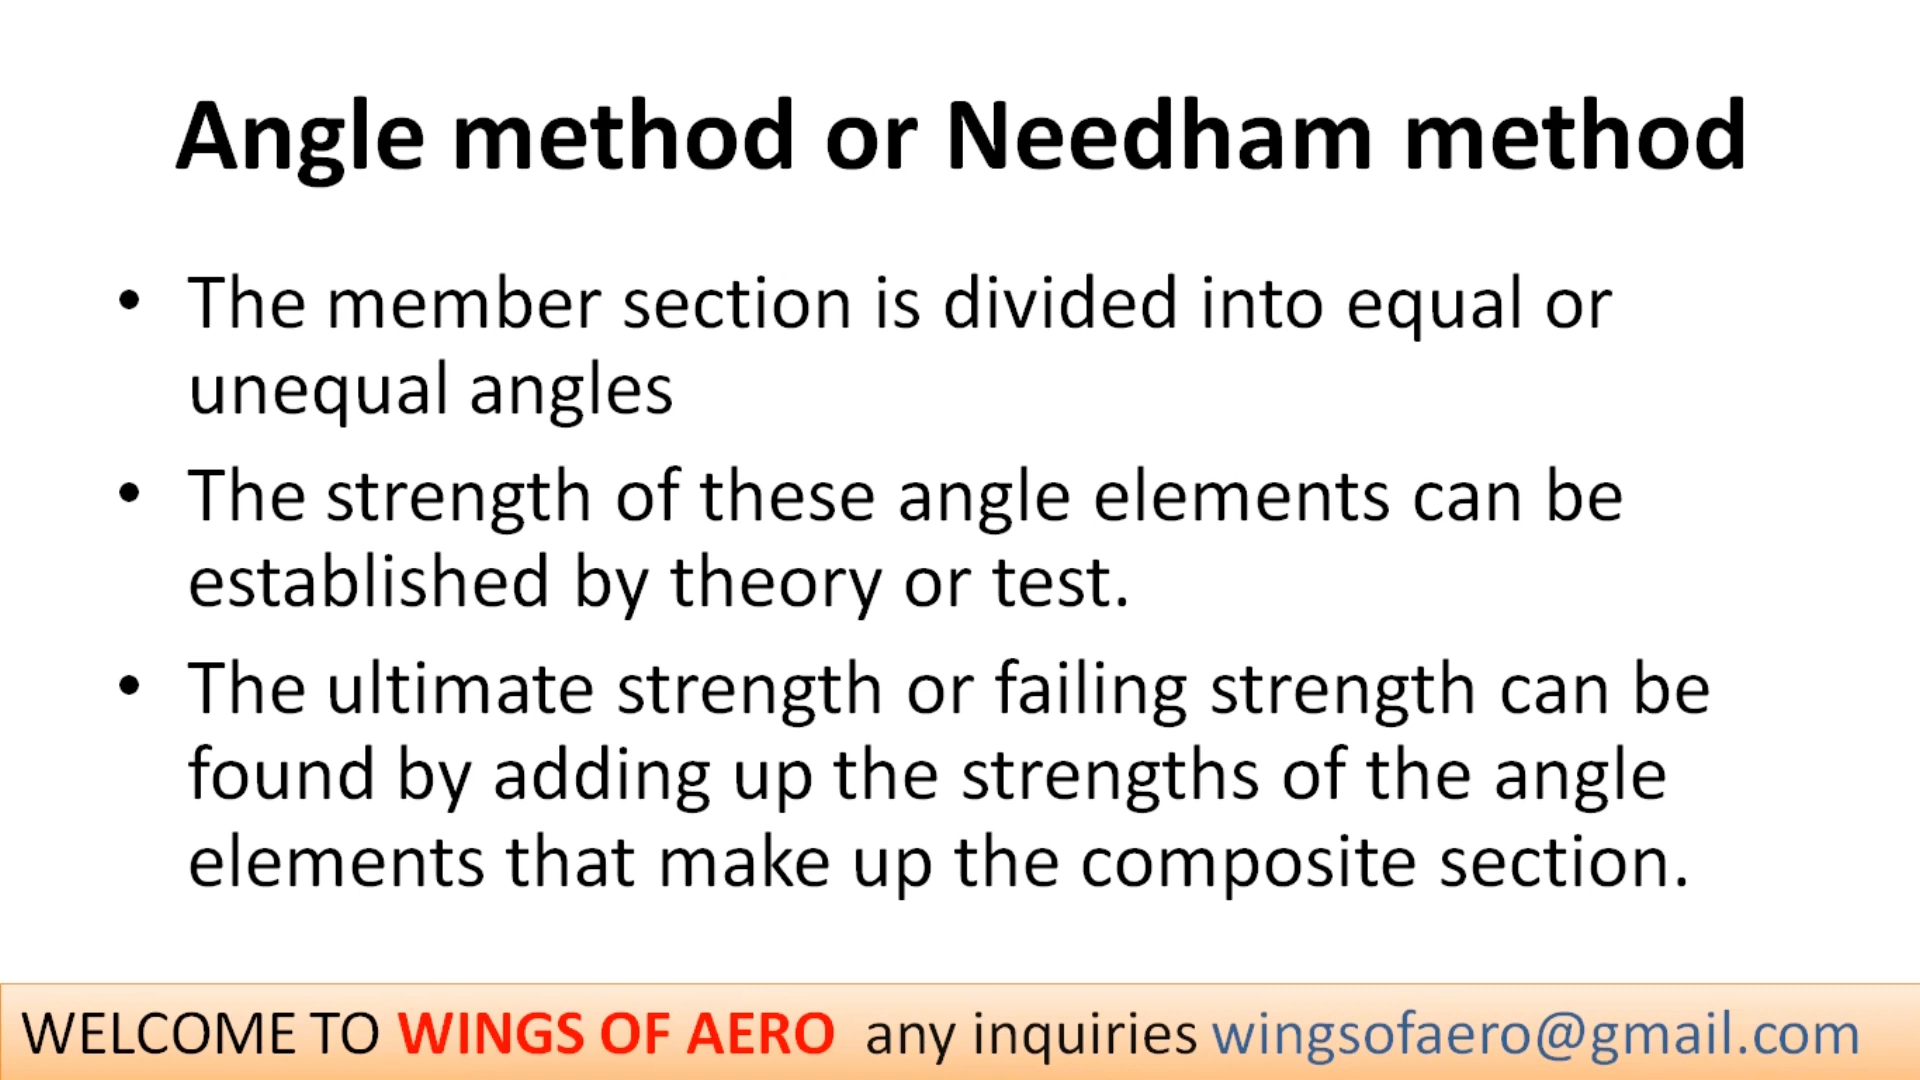 Angle method or Needham method
• The member section is divided into equal or
unequal angles
• The strength of these angle elements can be
established by theory or test.
• The ultimate strength or failing strength can be
found by adding up the strengths of the angle
elements that make up the composite section.
WELCOME TO WINGS OF AERO any inquiries wingsofaero@gmail.com